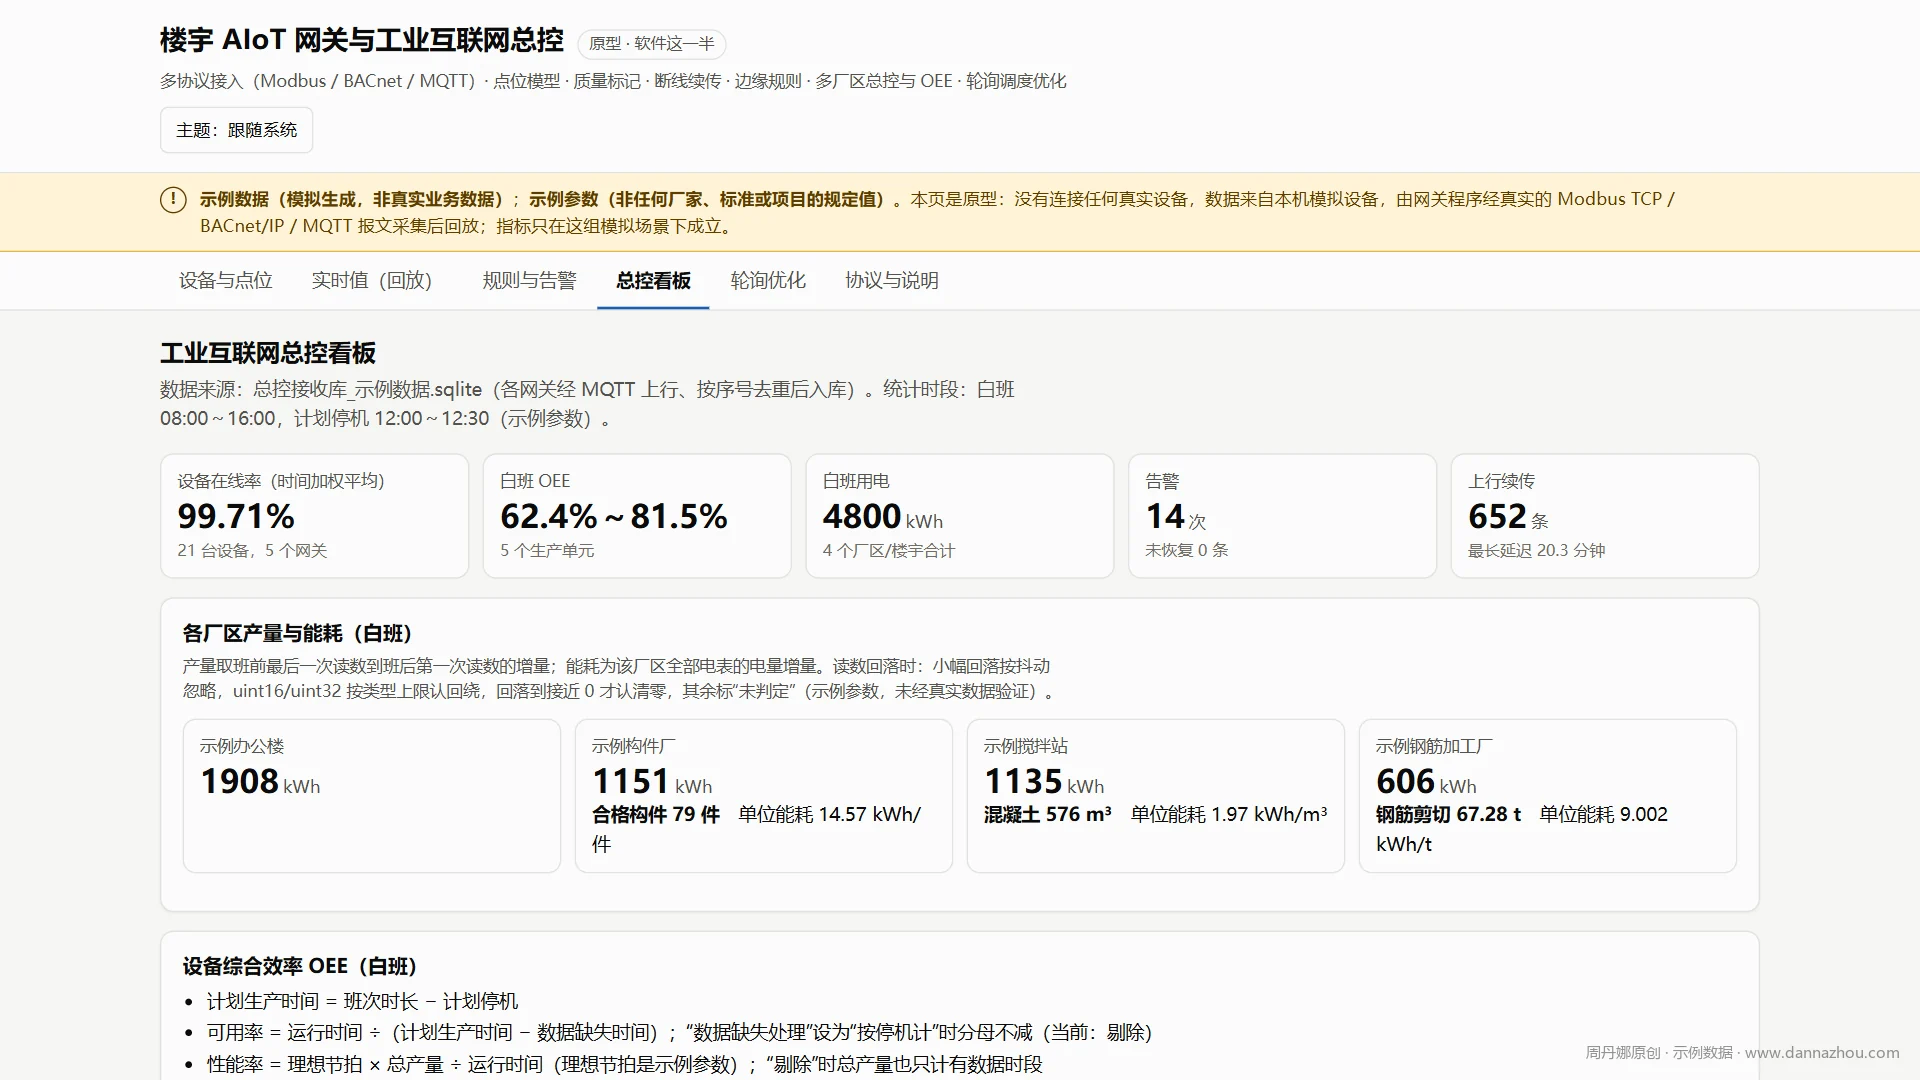 楼宇 AIoT 网关与工业互联网总控 原型 · 软件这一半
多协议接入（Modbus / BACnet / MQTT）· 点位模型 · 质量标记 · 断线续传 · 边缘规则 · 多厂区总控与 OEE · 轮询调度优化
主题：跟随系统
! 示例数据（模拟生成，非真实业务数据）；示例参数（非任何厂家、标准或项目的规定值）。本页是原型：没有连接任何真实设备，数据来自本机模拟设备，由网关程序经真实的 Modbus TCP /
BACnet/IP / MQTT 报文采集后回放；指标只在这组模拟场景下成立。
设备与点位 实时值（回放） 规则与告警 总控看板 轮询优化 协议与说明
工业互联网总控看板
数据来源：总控接收库_示例数据.sqlite（各网关经 MQTT 上行、按序号去重后入库）。统计时段：白班
08:00～16:00，计划停机 12:00～12:30（示例参数）。
设备在线率（时间加权平均）
99.71%
21 台设备，5 个网关
白班 OEE
62.4%～81.5%
5 个生产单元
白班用电
4800 kWh
4 个厂区/楼宇合计
告警
14 次
未恢复 0 条
上行续传
652 条
最长延迟 20.3 分钟
各厂区产量与能耗（白班）
产量取班前最后一次读数到班后第一次读数的增量；能耗为该厂区全部电表的电量增量。读数回落时：小幅回落按抖动
忽略，uint16/uint32 按类型上限认回绕，回落到接近 0 才认清零，其余标“未判定”（示例参数，未经真实数据验证）。
示例办公楼
1908 kWh
示例构件厂
1151 kWh
合格构件 79 件 单位能耗 14.57 kWh/
件
示例搅拌站
1135 kWh
混凝土 576 m³ 单位能耗 1.97 kWh/m³
示例钢筋加工厂
606 kWh
钢筋剪切 67.28 t 单位能耗 9.002
kWh/t
设备综合效率 OEE（白班）
• 计划生产时间 = 班次时长 − 计划停机
• 可用率 = 运行时间 ÷（计划生产时间 − 数据缺失时间）；“数据缺失处理”设为“按停机计”时分母不减（当前：剔除）
• 性能率 = 理想节拍 × 总产量 ÷ 运行时间（理想节拍是示例参数）；“剔除”时总产量也只计有数据时段
周丹娜原创 · 示例数据 · www.dannazhou.com